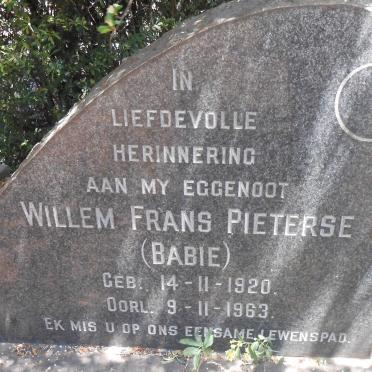 IN
LIEFDEVOLLE
HERINNERING
AAN MY EGGENOOT
WILLEM FRANS PIETERSE
(BABIE)
GEB. 14-11-1920.
OORL. 9-11-1963.
EK MIS U OP ONS EENSAME LEWENSPAD.